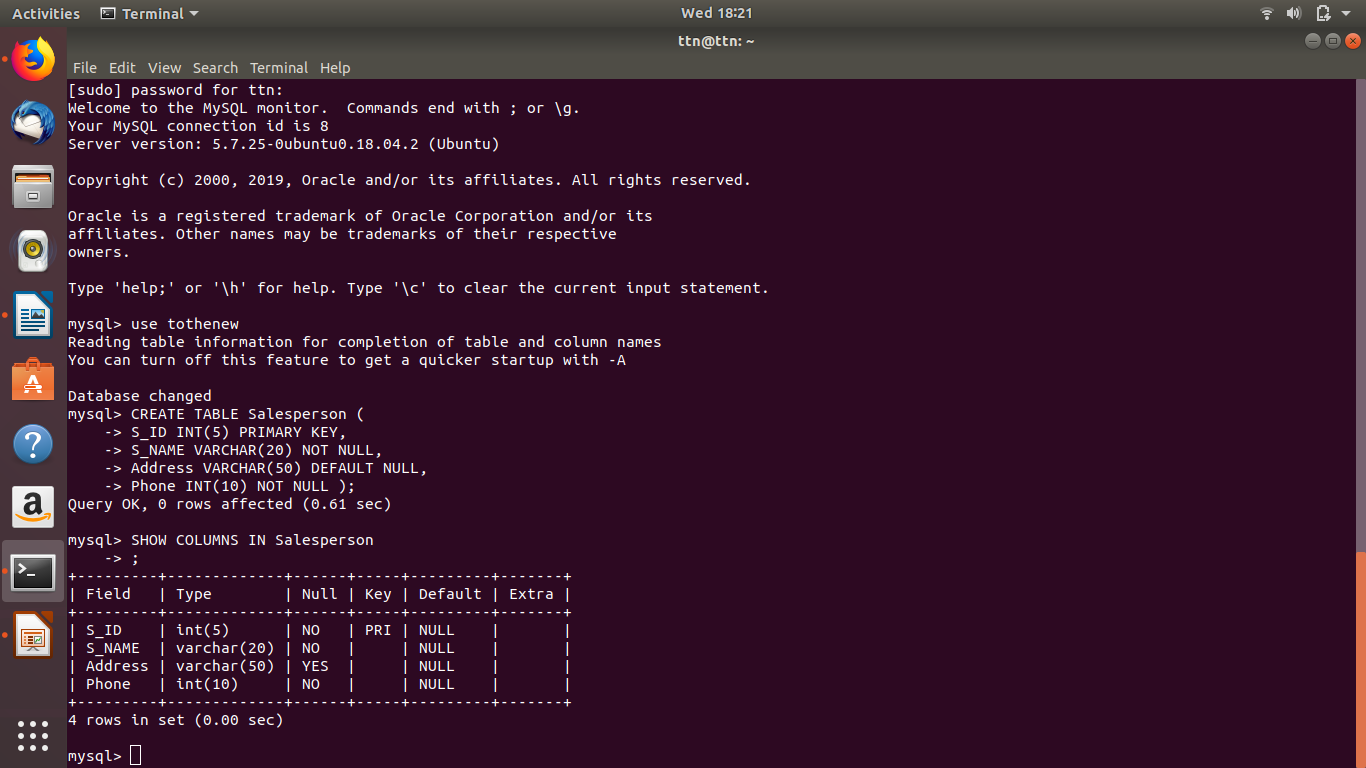 Activities Terminal Wed 18:21
ttn@ttn: ~
File Edit View Search Terminal Help
[sudo] password for ttn:
Welcome to the MySQL monitor.  Commands end with ; or \g.
Your MySQL connection id is 8
Server version: 5.7.25-0ubuntu0.18.04.2 (Ubuntu)
Copyright (c) 2000, 2019, Oracle and/or its affiliates. All rights reserved.
Oracle is a registered trademark of Oracle Corporation and/or its
affiliates. Other names may be trademarks of their respective
owners.
Type 'help;' or '\h' for help. Type '\c' to clear the current input statement.
mysql> use tothenew
Reading table information for completion of table and column names
You can turn off this feature to get a quicker startup with -A
Database changed
mysql> CREATE TABLE Salesperson (
    -> S_ID INT(5) PRIMARY KEY,
    -> S_NAME VARCHAR(20) NOT NULL,
    -> Address VARCHAR(50) DEFAULT NULL,
    -> Phone INT(10) NOT NULL );
Query OK, 0 rows affected (0.61 sec)
mysql> SHOW COLUMNS IN Salesperson
    -> ;
+---------+-------------+------+-----+---------+-------+
| Field   | Type        | Null | Key | Default | Extra |
+---------+-------------+------+-----+---------+-------+
| S_ID    | int(5)      | NO   | PRI | NULL    |       |
| S_NAME  | varchar(20) | NO   |     | NULL    |       |
| Address | varchar(50) | YES  |     | NULL    |       |
| Phone   | int(10)     | NO   |     | NULL    |       |
+---------+-------------+------+-----+---------+-------+
4 rows in set (0.00 sec)
mysql>